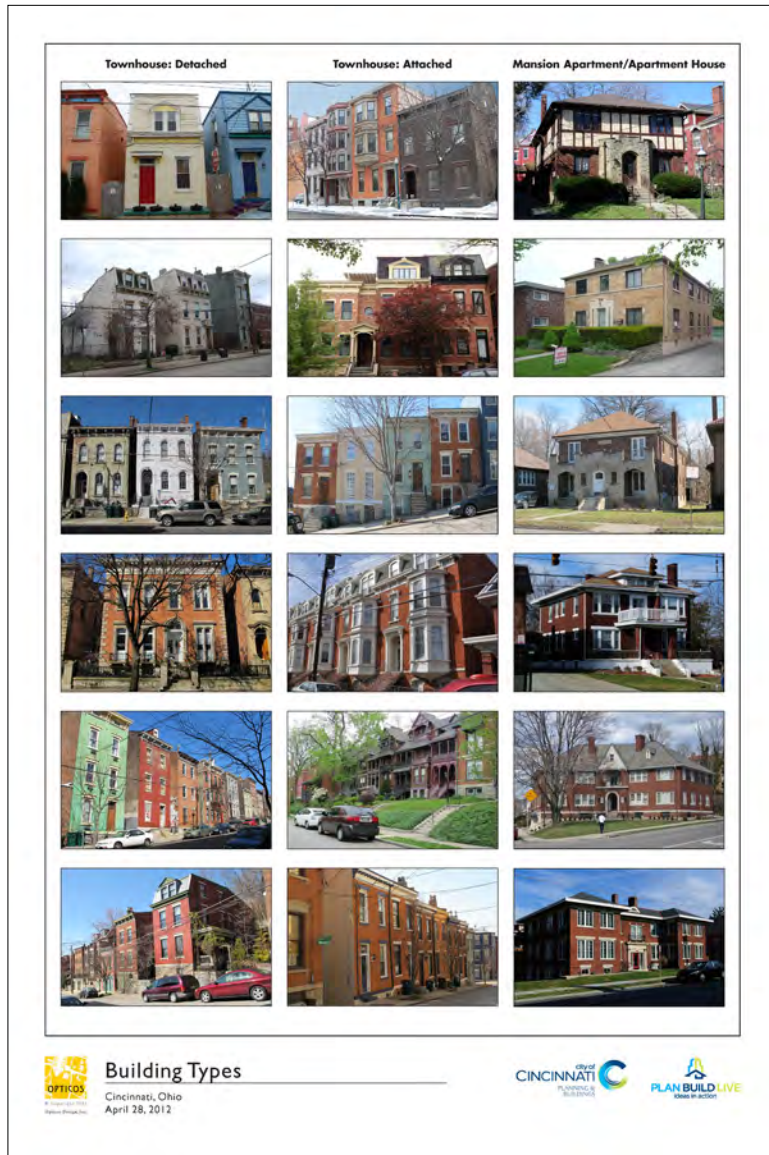 Townhouse: Detached
Townhouse: Attached
Mansion Apartment/Apartment House
OPTICOS
Building Types
Cincinnati, Ohio
April 28, 2012
city of
CINCINNATI
PLANNING &
BUILDINGS
PLAN BUILD LIVE
ideas in action